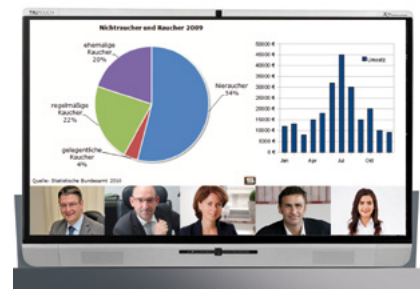 Nichtraucher und Raucher 2009
ehemalige
Raucher
20%
Nieraucher
54%
regelmäßige
Raucher
22%
gelegentliche
Raucher
4%
Quelle: Statistische Bundesamt 2010
50000 €
45000 €
40000 €
35000 €
30000 €
25000 €
20000 €
15000 €
10000 €
5000 €
0 €
Umsatz
Jan
Apr
Jul
Okt